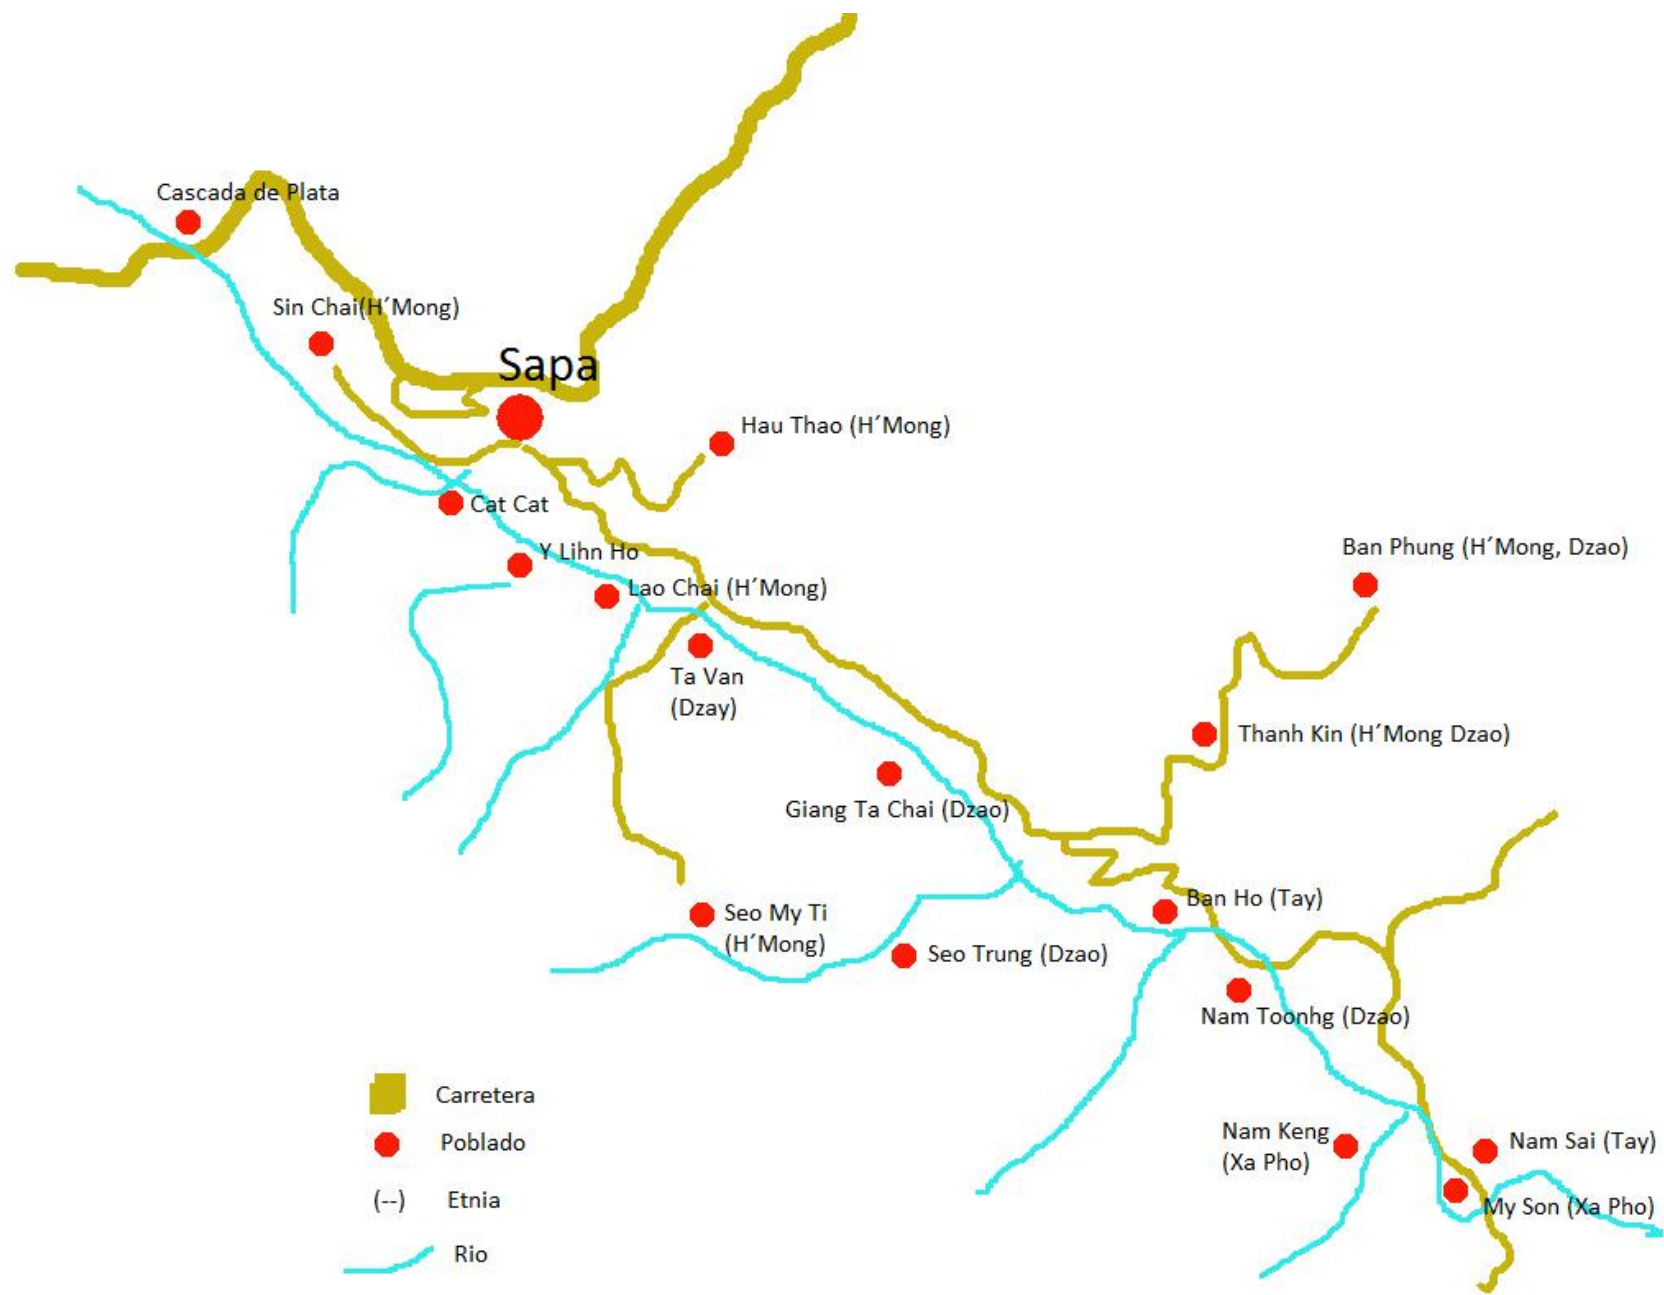 Cascada de Plata
Sin Chai(H´Mong)
Sapa
Hau Thao (H´Mong)
Cat Cat
Y Lihn Ho
Ban Phung (H´Mong, Dzao)
Lao Chai (H´Mong)
Ta Van
(Dzay)
Thanh Kin (H´Mong Dzao)
Giang Ta Chai (Dzao)
Ban Ho (Tay)
Seo My Ti
(H´Mong)
Seo Trung (Dzao)
Nam Toonhg (Dzao)
Carretera
Poblado
(--) Etnia
Rio
Nam Keng
(Xa Pho)
Nam Sai (Tay)
My Son (Xa Pho)